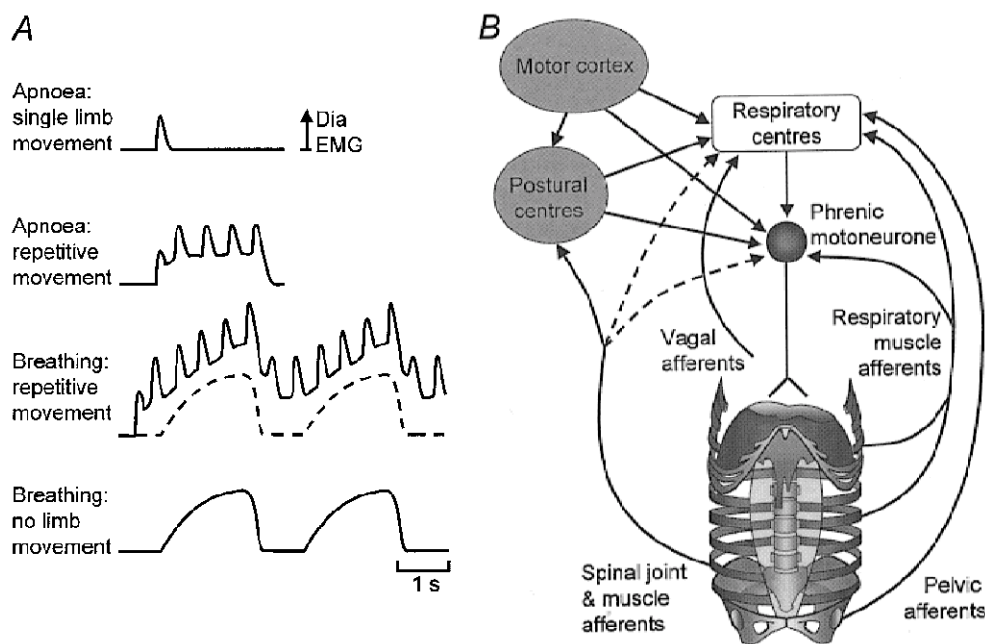 A
Apnoea:
single limb
movement
Dia
EMG
Apnoea:
repetitive
movement
Breathing:
repetitive
movement
Breathing:
no limb
movement
1 s
B
Motor cortex
Respiratory
centres
Postural
centres
Phrenic
motoneurone
Vagal
afferents
Respiratory
muscle
afferents
Spinal joint
& muscle
afferents
Pelvic
afferents